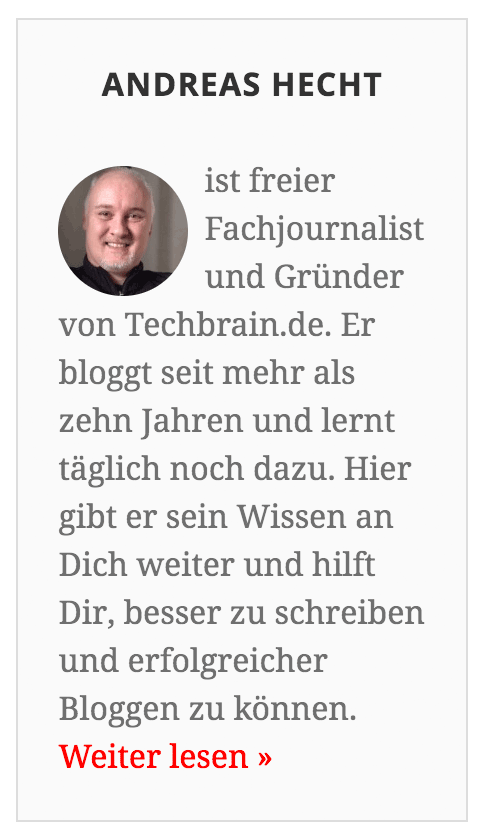 ANDREAS HECHT
ist freier
Fachjournalist
und Gründer
von Techbrain.de. Er
bloggt seit mehr als
zehn Jahren und lernt
täglich noch dazu. Hier
gibt er sein Wissen an
Dich weiter und hilft
Dir, besser zu schreiben
und erfolgreicher
Bloggen zu können.
Weiter lesen »